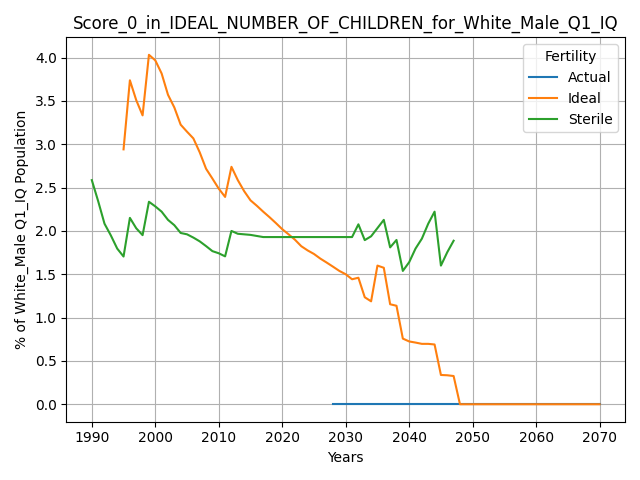 Score_0_in_IDEAL_NUMBER_OF_CHILDREN_for_White_Male_Q1_IQ
Fertility
Actual
Ideal
Sterile
% of White_Male Q1_IQ Population
4.0
3.5
3.0
2.5
2.0
1.5
1.0
0.5
0.0
1990 2000 2010 2020 2030 2040 2050 2060 2070
Years